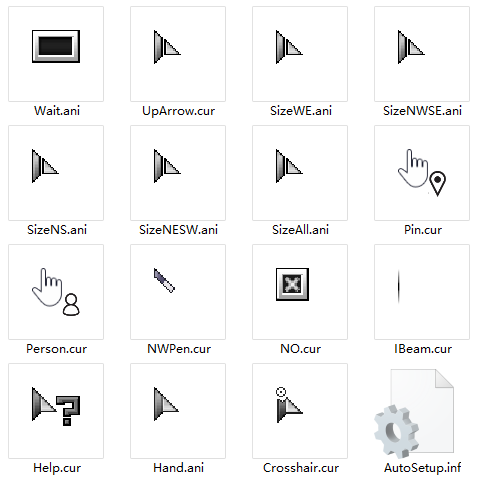 Wait.ani
UpArrow.cur
SizeWE.ani
SizeNWSE.ani
SizeNS.ani
SizeNESW.ani
SizeAll.ani
Pin.cur
Person.cur
NWPen.cur
NO.cur
IBeam.cur
Help.cur
Hand.ani
Crosshair.cur
AutoSetup.inf